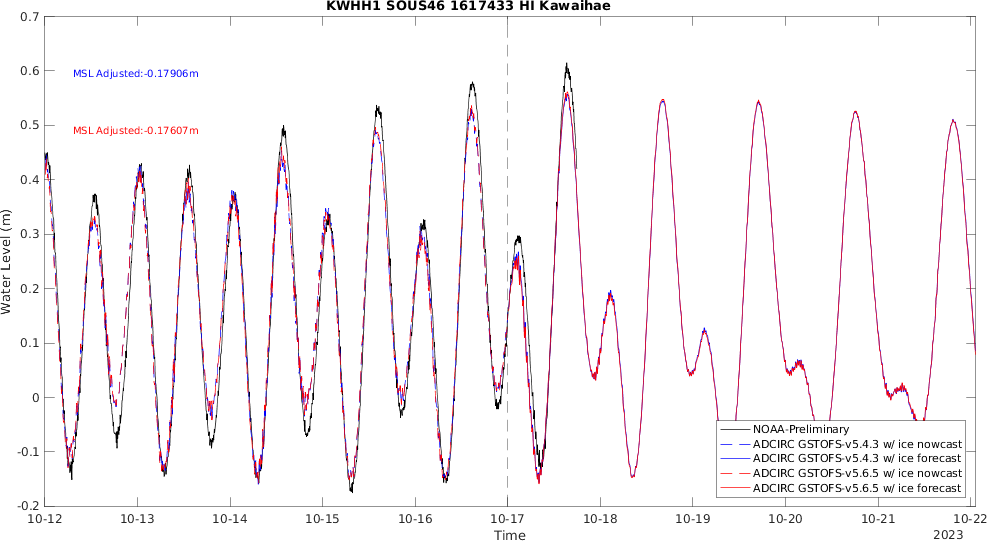 KWHH1 SOUS46 1617433 HI Kawaihae
0.7
0.6
0.5
0.4
0.3
0.2
0.1
0
-0.1
-0.2
Water Level (m)
MSL Adjusted:-0.17906m
MSL Adjusted:-0.17607m
NOAA-Preliminary
ADCIRC GSTOFS-v5.4.3 w/ ice nowcast
ADCIRC GSTOFS-v5.4.3 w/ ice forecast
ADCIRC GSTOFS-v5.6.5 w/ ice nowcast
ADCIRC GSTOFS-v5.6.5 w/ ice forecast
10-12 10-13 10-14 10-15 10-16 10-17 10-18 10-19 10-20 10-21 10-22
Time
2023